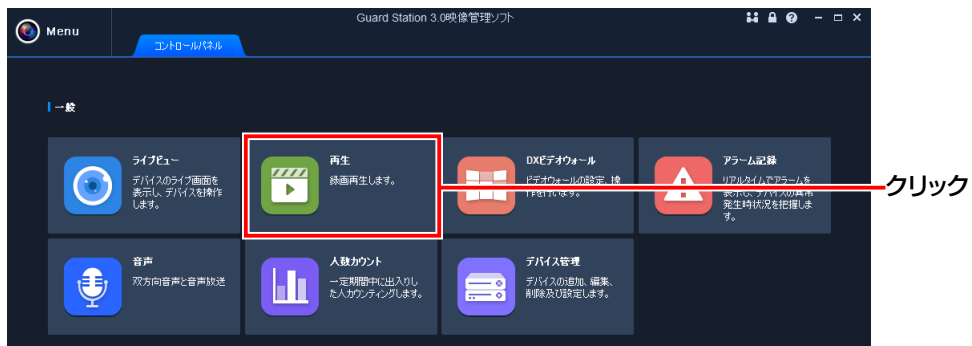 Guard Station 3.0映像管理ソフト
Menu
コントロールパネル
一般
ライブビュー
デバイスのライブ画面を
表示し、デバイスを操作
します。
再生
録画再生します。
DXビデオウォール
ビデオウォールの設定、操
作を行います。
アラーム記録
リアルタイムでアラームを
表示し、デバイスの異常
発生時状況を把握しま
す。
クリック
音声
双方向音声と音声放送
人数カウント
一定期間中に出入りし
た人カウンティングします。
デバイス管理
デバイスの追加、編集、
削除及び設定します。